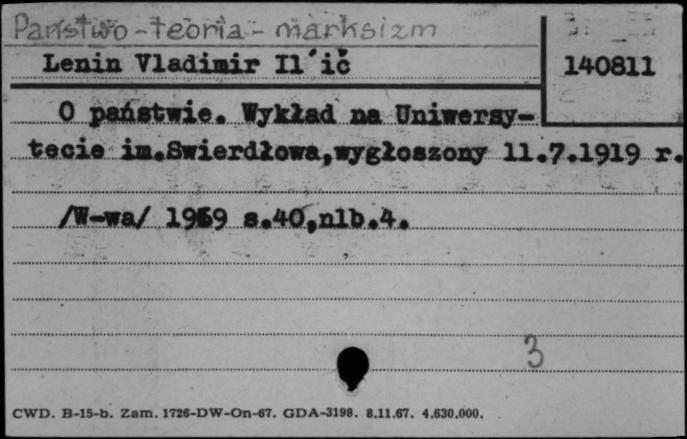 Państwo - teoria - marksizm
Lenin Vladimir Il´ič
140811
O państwie. Wykład na Uniwersy-
tecie im.Swierdłowa,wygłoszony 11.7.1919 r.
/W-wa/ 1969 s.40,nlb.4.
3
CWD. B-15-b. Zam. 1726-DW-On-67. GDA-3198. 8.11.67. 4.630.000.